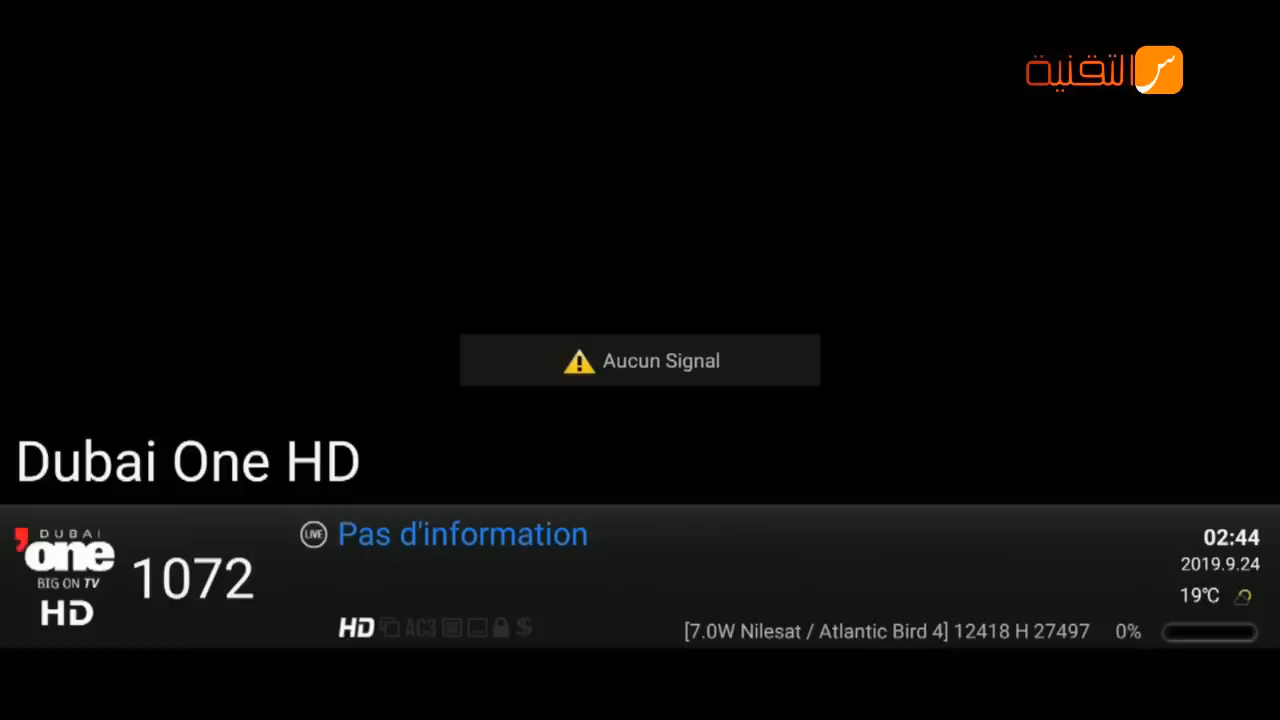 سر التقنية
Aucun Signal
Dubai One HD
DUBAI
one
BIG ON TV
HD
1072
LIVE Pas d'information
HD AC3 $
02:44
2019.9.24
19℃
[7.0W Nilesat / Atlantic Bird 4] 12418 H 27497 0%